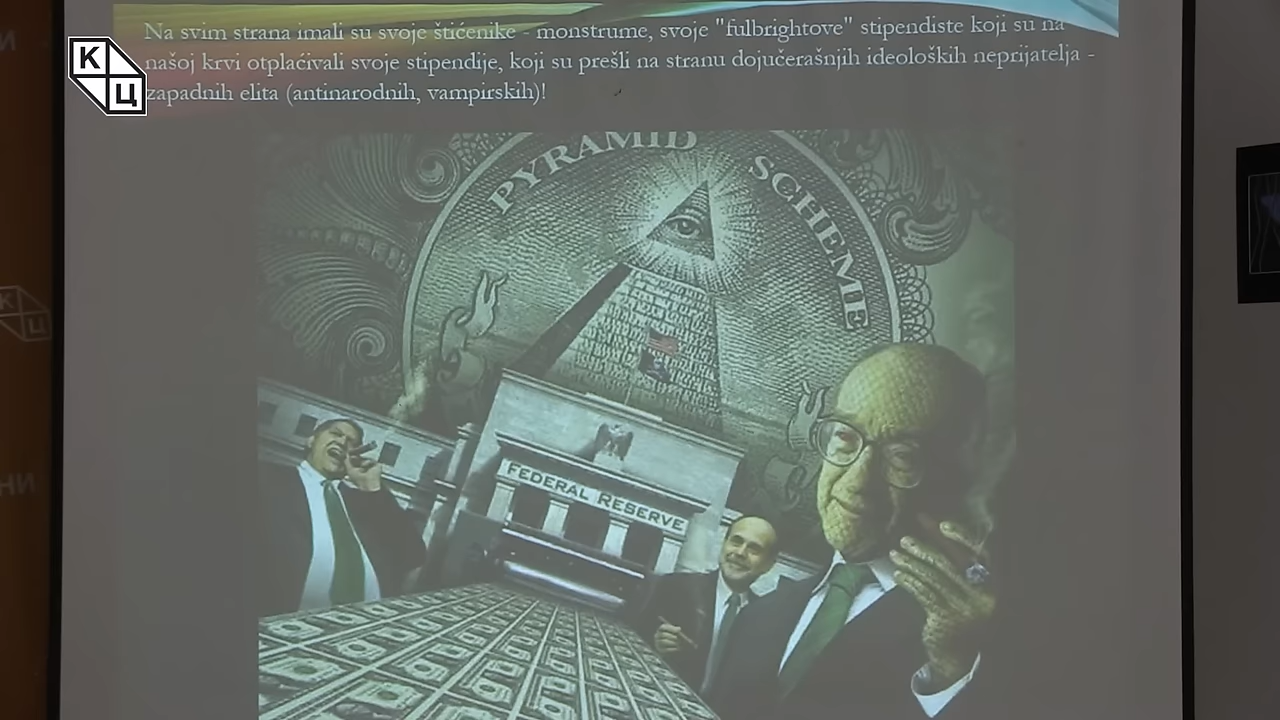 Na svim strana imali su svoje štićenike - monstrume, svoje "fulbrightove" stipendiste koji su na
našoj krvi otplaćivali svoje stipendije, koji su prešli na stranu dojučerašnjih ideoloških neprijatelja -
zapadnih elita (antinarodnih, vampirskih)!
К
Ц
PYRAMID SCHEME
FEDERAL RESERVE
НИ